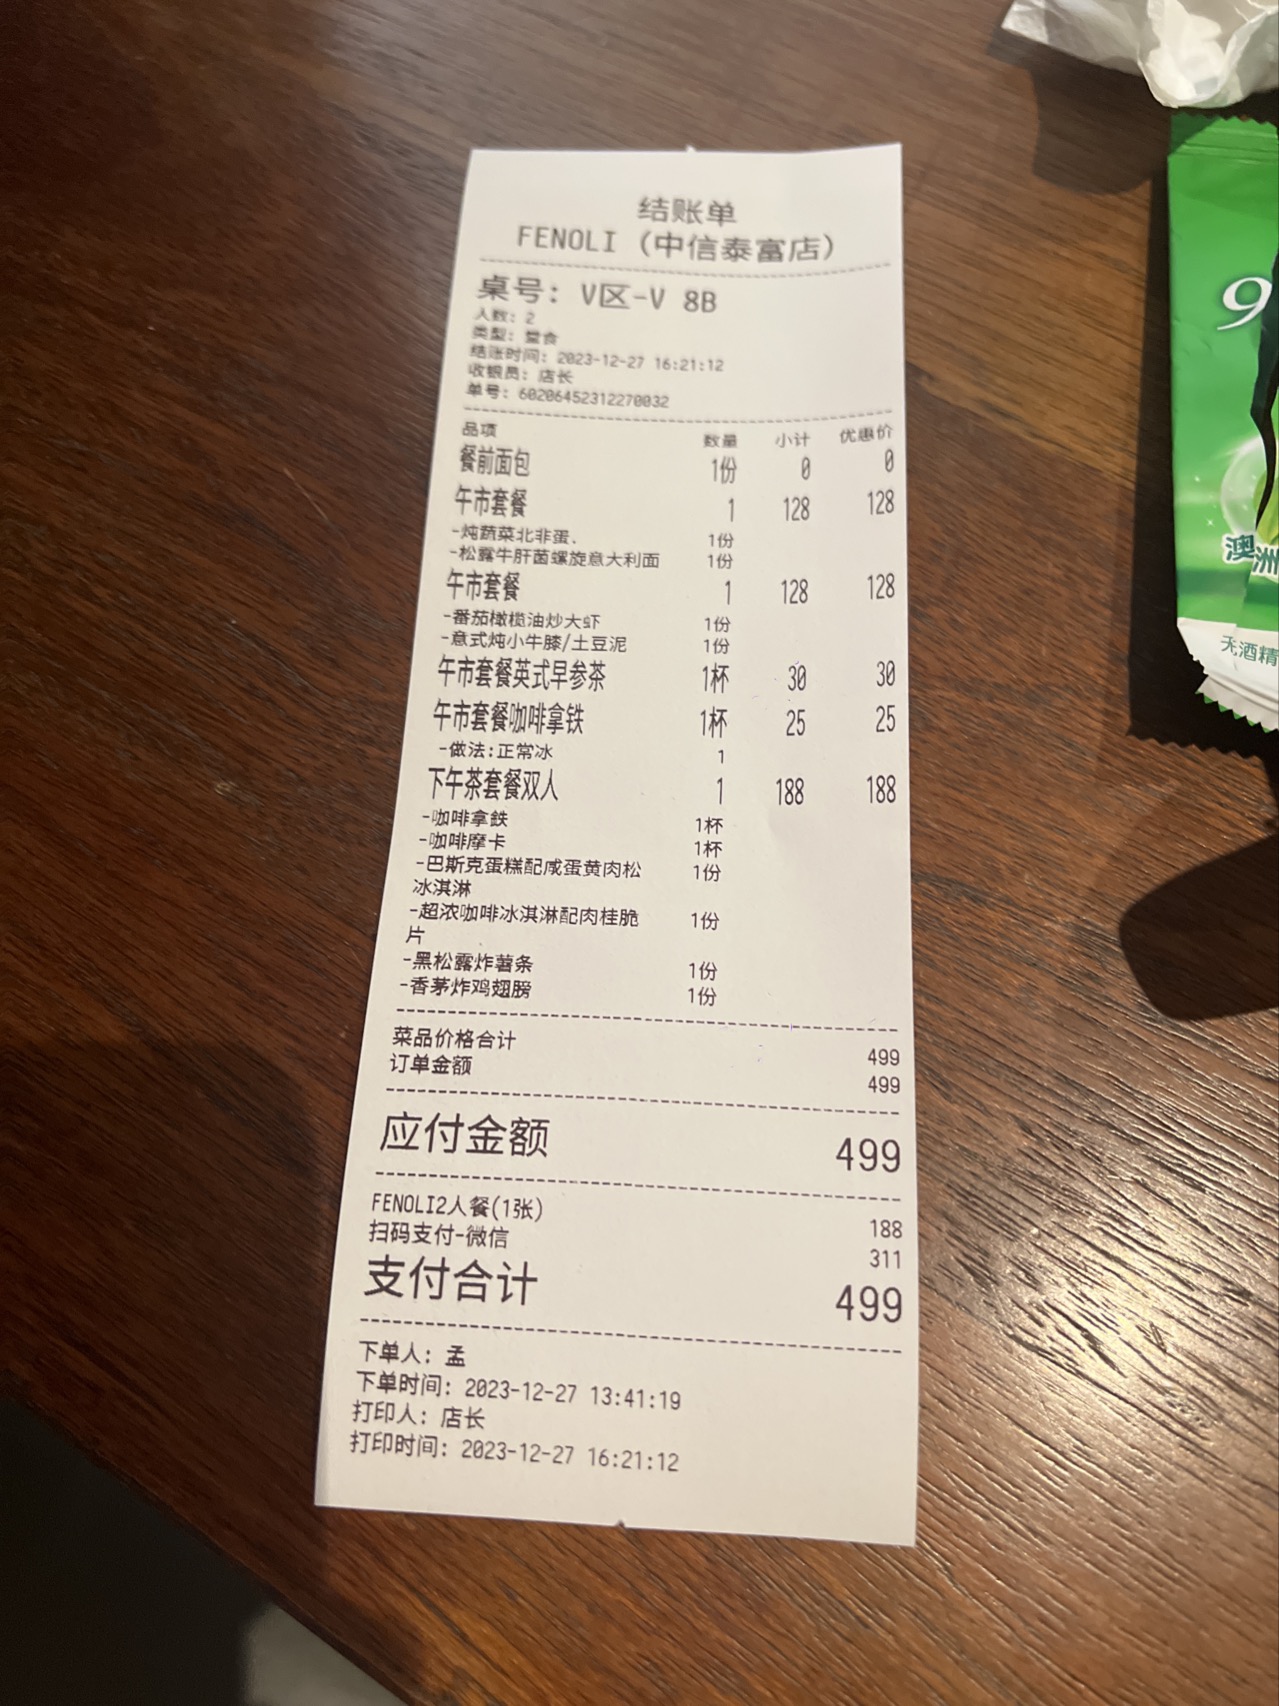 结账单
FENOLI (中信泰富店)
桌号: V区-V 8B
人数: 2
类型: 堂食
结账时间: 2023-12-27 16:21:12
收银员: 店长
单号: 60206452312270032
品项 数量 小计 优惠价
餐前面包 1份 0 0
午市套餐 1 128 128
-炖蔬菜北非蛋. 1份
-松露牛肝菌螺旋意大利面 1份
午市套餐 1 128 128
-番茄橄榄油炒大虾 1份
-意式炖小牛膝/土豆泥 1份
午市套餐英式早参茶 1杯 30 30
午市套餐咖啡拿铁 1杯 25 25
-做法:正常冰 1
下午茶套餐双人 1 188 188
-咖啡拿鉄 1杯
-咖啡摩卡 1杯
-巴斯克蛋糕配咸蛋黄肉松 1份
冰淇淋
-超浓咖啡冰淇淋配肉桂脆 1份
片
-黑松露炸薯条 1份
-香茅炸鸡翅膀 1份
菜品价格合计 499
订单金额 499
应付金额 499
FENOLI2人餐(1张) 188
扫码支付-微信 311
支付合计 499
下单人: 孟
下单时间: 2023-12-27 13:41:19
打印人: 店长
打印时间: 2023-12-27 16:21:12
9
澳洲
无酒精